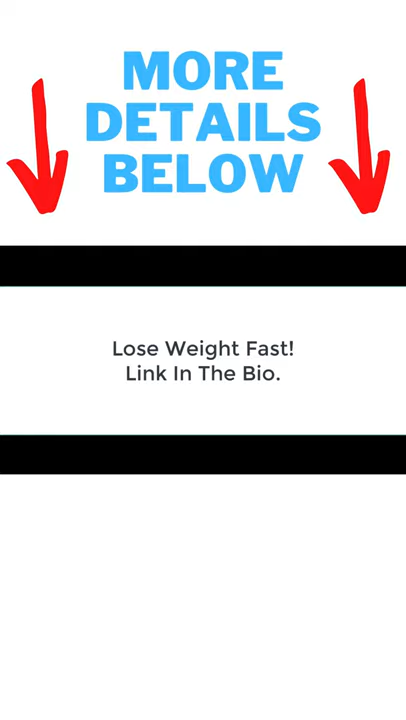 MORE
DETAILS
BELOW
Lose Weight Fast!
Link In The Bio.